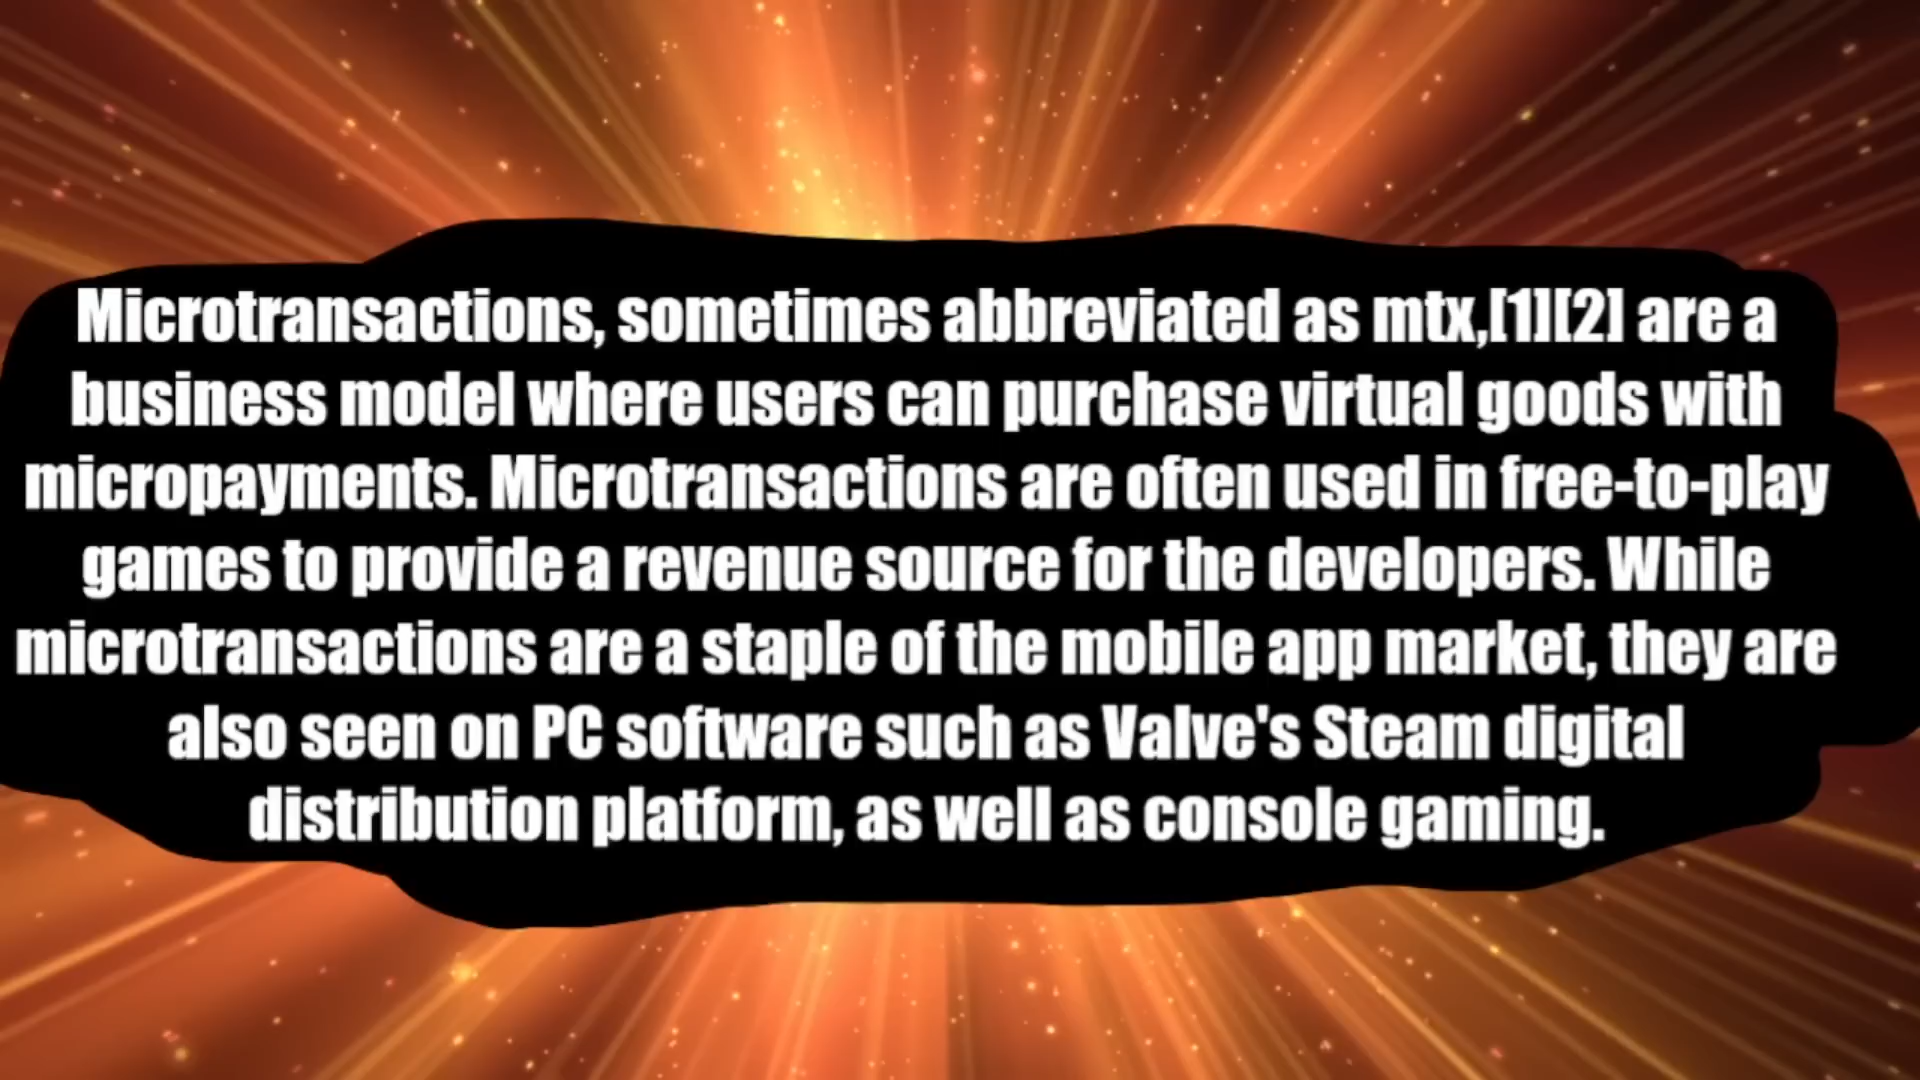 Microtransactions, sometimes abbreviated as mtx,[1][2] are a
business model where users can purchase virtual goods with
micropayments. Microtransactions are often used in free-to-play
games to provide a revenue source for the developers. While
microtransactions are a staple of the mobile app market, they are
also seen on PC software such as Valve's Steam digital
distribution platform, as well as console gaming.